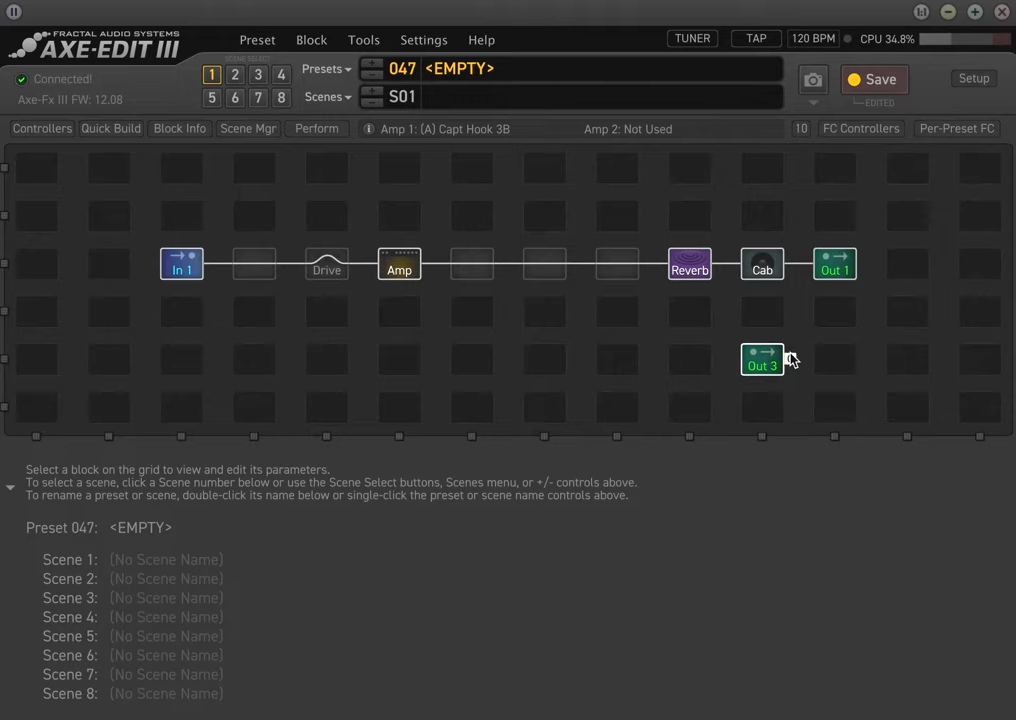 FRACTAL AUDIO SYSTEMS
AXE-EDIT III
Preset Block Tools Settings Help
TUNER TAP 120 BPM CPU 34.8%
Connected!
Axe-Fx III FW: 12.08
SCENE SELECT
1 2 3 4
5 6 7 8
Presets + - 047 <EMPTY>
Scenes + - S01
Save
EDITED
Setup
Controllers Quick Build Block Info Scene Mgr Perform Amp 1: (A) Capt Hook 3B Amp 2: Not Used 10 FC Controllers Per-Preset FC
In 1 Drive Amp Reverb Cab Out 1
Out 3
Select a block on the grid to view and edit its parameters.
To select a scene, click a Scene number below or use the Scene Select buttons, Scenes menu, or +/- controls above.
To rename a preset or scene, double-click its name below or single-click the preset or scene name controls above.
Preset 047: <EMPTY>
Scene 1: (No Scene Name)
Scene 2: (No Scene Name)
Scene 3: (No Scene Name)
Scene 4: (No Scene Name)
Scene 5: (No Scene Name)
Scene 6: (No Scene Name)
Scene 7: (No Scene Name)
Scene 8: (No Scene Name)